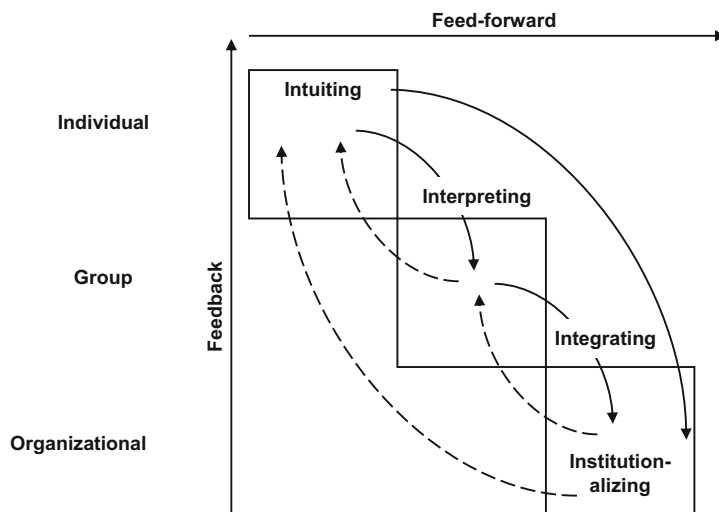 Feed-forward
Intuiting
Individual
Interpreting
Group
Feedback
Integrating
Organizational
Institution-
alizing